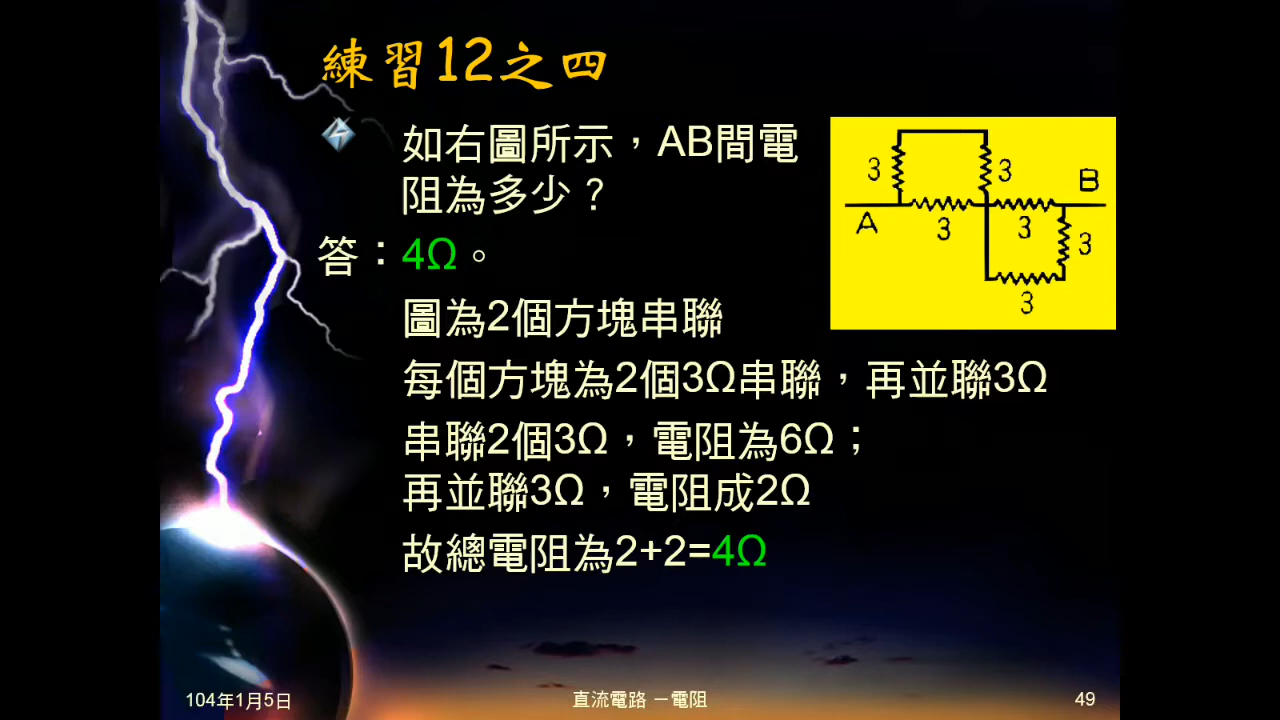 練習12之四
如右圖所示，AB間電
阻為多少？
答：4Ω。
圖為2個方塊串聯
每個方塊為2個3Ω串聯，再並聯3Ω
串聯2個3Ω，電阻為6Ω；
再並聯3Ω，電阻成2Ω
故總電阻為2+2=4Ω
3
3
B
A
3
3
3
3
104年1月5日
直流電路 －電阻
49